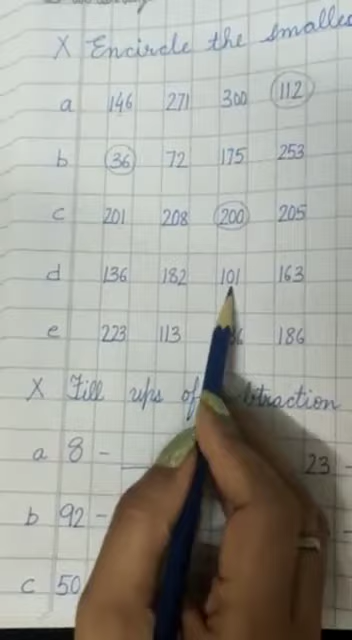 X Encircle the smalles
a 146 271 300 112
b 36 72 175 253
c 201 208 200 205
d 136 182 101 163
e 223 113 186
X Fill ups of
a 8 - 23 -
b 92 -
c 50